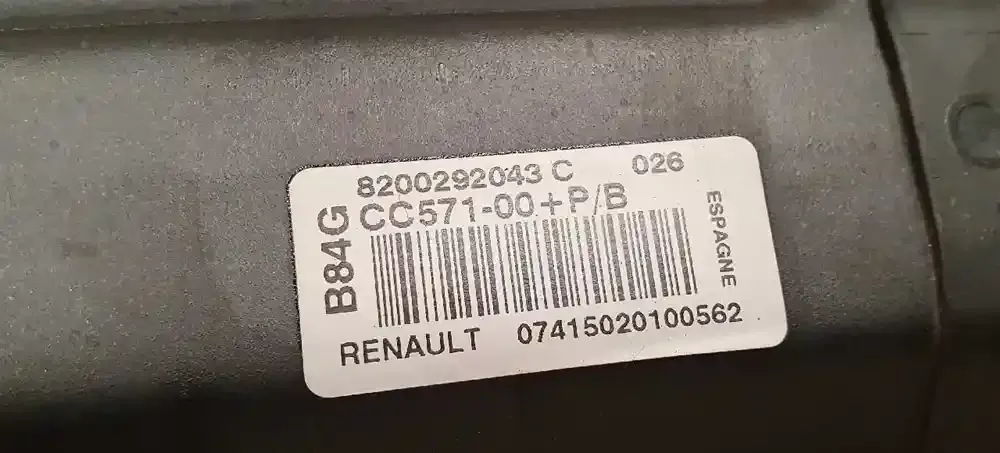 8200292043 C 026
CC571-00+P/B
B84G
ESPAGNE
RENAULT 07415020100562